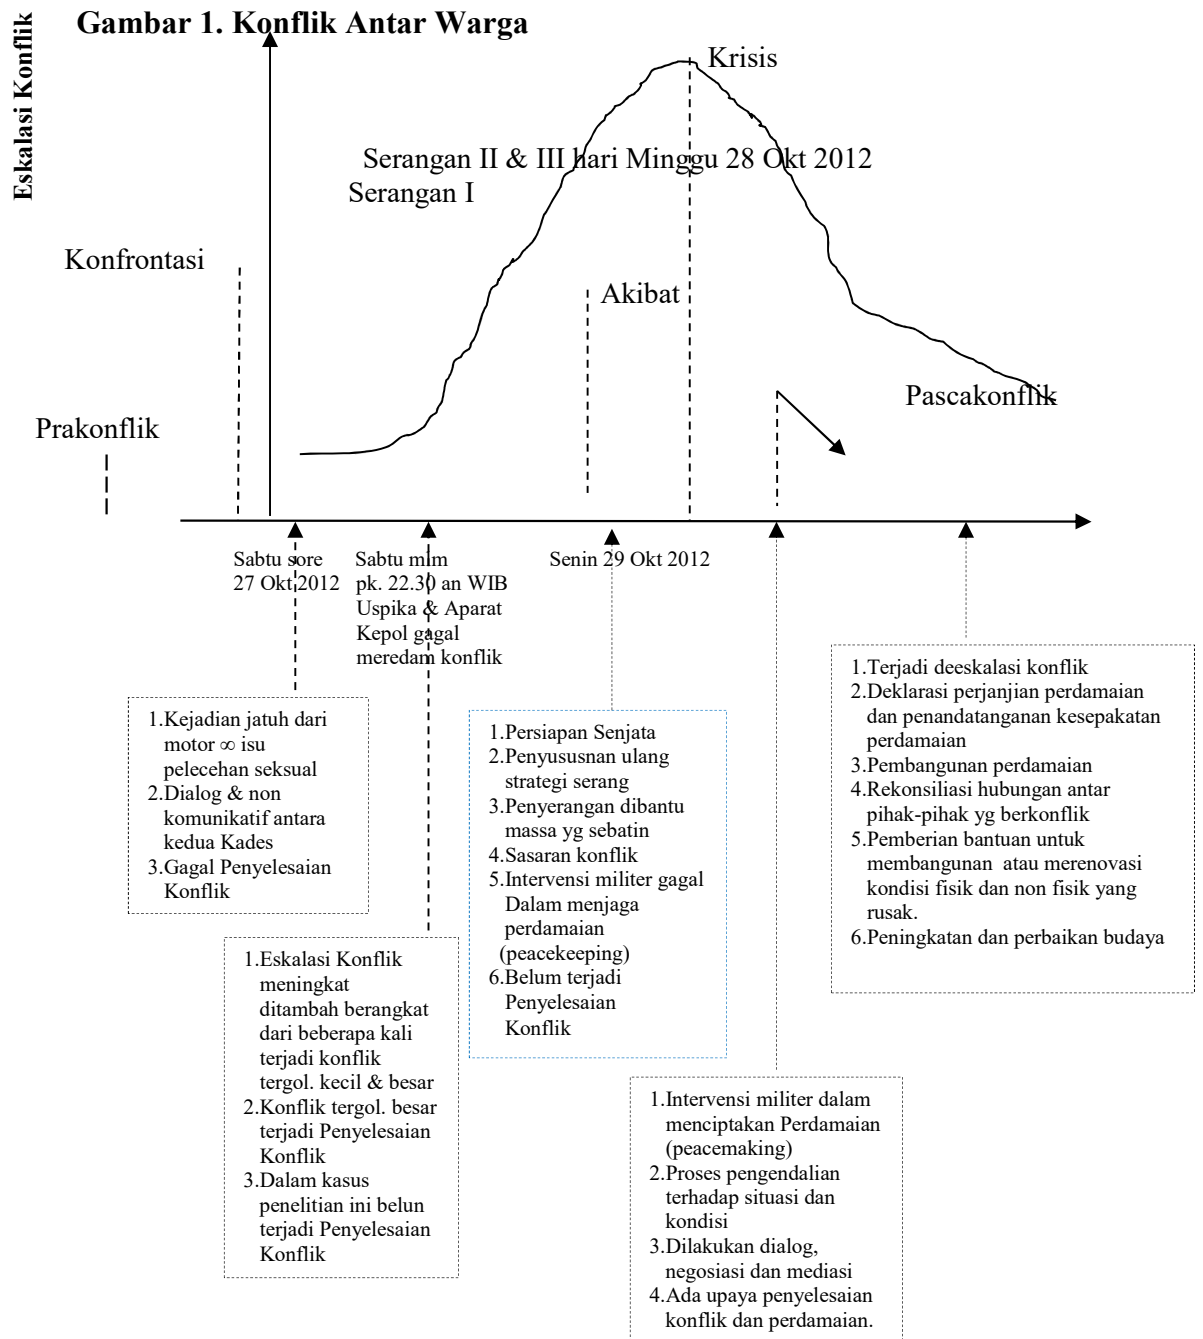 Gambar 1. Konflik Antar Warga
Eskalasi Konflik
Krisis
Serangan II & III hari Minggu 28 Okt 2012
Serangan I
Konfrontasi
Akibat
Pascakonflik
Prakonflik
Sabtu sore
27 Okt 2012
Sabtu mlm
pk. 22.30 an WIB
Uspika & Aparat
Kepol gagal
meredam konflik
Senin 29 Okt 2012
1.Kejadian jatuh dari
motor ∞ isu
pelecehan seksual
2.Dialog & non
komunikatif antara
kedua Kades
3.Gagal Penyelesaian
Konflik
1.Eskalasi Konflik
meningkat
ditambah berangkat
dari beberapa kali
terjadi konflik
tergol. kecil & besar
2.Konflik tergol. besar
terjadi Penyelesaian
Konflik
3.Dalam kasus
penelitian ini belun
terjadi Penyelesaian
Konflik
1.Persiapan Senjata
2.Penyususnan ulang
strategi serang
3.Penyerangan dibantu
massa yg sebatin
4.Sasaran konflik
5.Intervensi militer gagal
Dalam menjaga
perdamaian
(peacekeeping)
6.Belum terjadi
Penyelesaian
Konflik
1.Intervensi militer dalam
menciptakan Perdamaian
(peacemaking)
2.Proses pengendalian
terhadap situasi dan
kondisi
3.Dilakukan dialog,
negosiasi dan mediasi
4.Ada upaya penyelesaian
konflik dan perdamaian.
1.Terjadi deeskalasi konflik
2.Deklarasi perjanjian perdamaian
dan penandatanganan kesepakatan
perdamaian
3.Pembangunan perdamaian
4.Rekonsiliasi hubungan antar
pihak-pihak yg berkonflik
5.Pemberian bantuan untuk
membangunan atau merenovasi
kondisi fisik dan non fisik yang
rusak.
6.Peningkatan dan perbaikan budaya